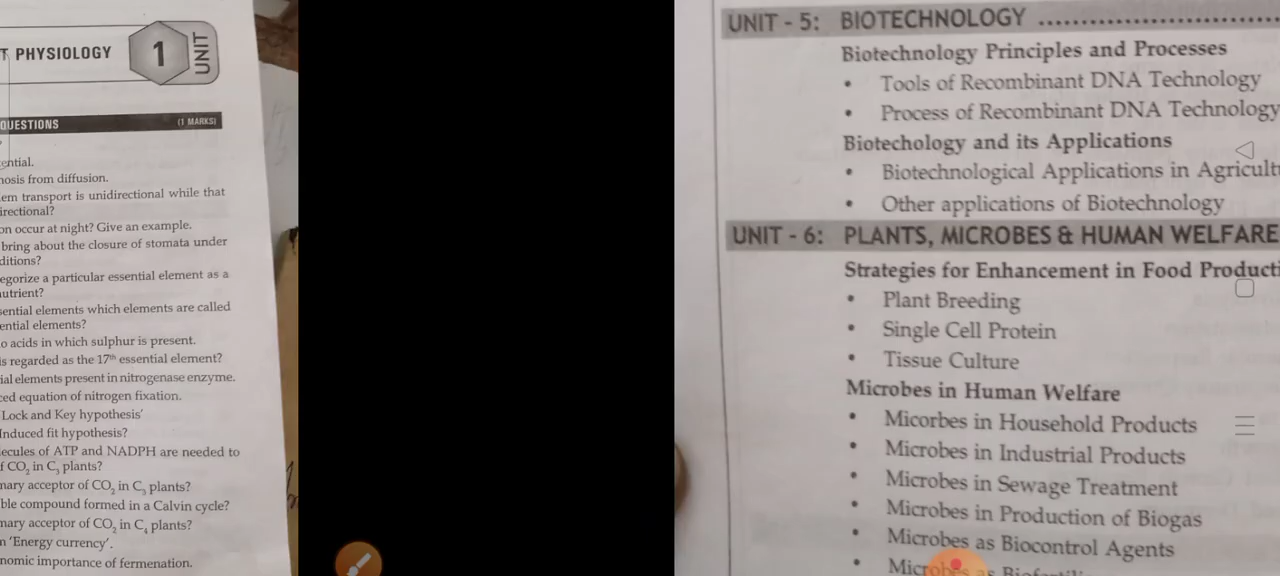 T PHYSIOLOGY
1
UNIT
QUESTIONS (1 MARKS)
ential.
nosis from diffusion.
em transport is unidirectional while that
irectional?
on occur at night? Give an example.
bring about the closure of stomata under
ditions?
egorize a particular essential element as a
nutrient?
sential elements which elements are called
ential elements?
o acids in which sulphur is present.
is regarded as the 17th essential element?
ial elements present in nitrogenase enzyme.
ced equation of nitrogen fixation.
'Lock and Key hypothesis'
Induced fit hypothesis?
ecules of ATP and NADPH are needed to
f CO₂ in C₃ plants?
nary acceptor of CO₂ in C₃ plants?
ble compound formed in a Calvin cycle?
nary acceptor of CO₂ in C₄ plants?
n 'Energy currency'.
nomic importance of fermenation.
UNIT - 5: BIOTECHNOLOGY
Biotechnology Principles and Processes
• Tools of Recombinant DNA Technology
• Process of Recombinant DNA Technology
Biotechology and its Applications
• Biotechnological Applications in Agricult
• Other applications of Biotechnology
UNIT - 6: PLANTS, MICROBES & HUMAN WELFARE
Strategies for Enhancement in Food Producti
• Plant Breeding
• Single Cell Protein
• Tissue Culture
Microbes in Human Welfare
• Micorbes in Household Products
• Microbes in Industrial Products
• Microbes in Sewage Treatment
• Microbes in Production of Biogas
• Microbes as Biocontrol Agents